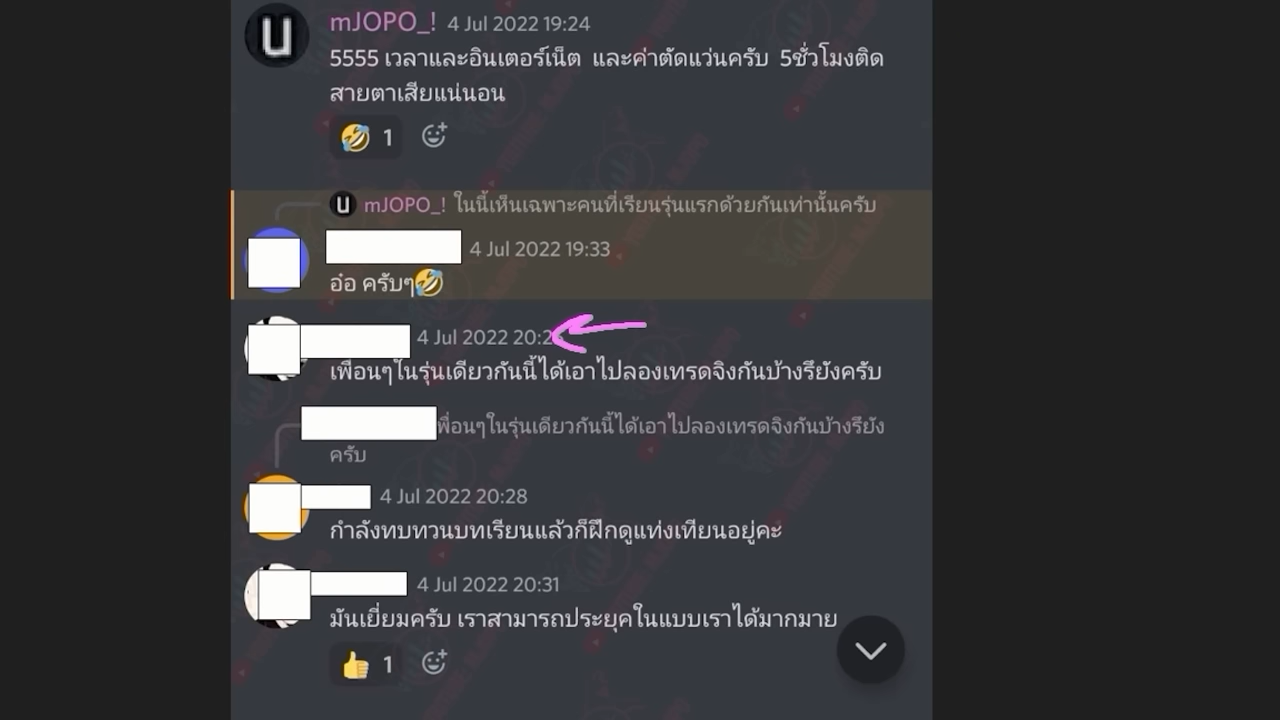 mJOPO_! 4 Jul 2022 19:24
5555 เวลาและอินเตอร์เน็ต และค่าตัดแว่นครับ 5ชั่วโมงติด
สายตาเสียแน่นอน
🤣 1
U mJOPO_! ในนี้เห็นเฉพาะคนที่เรียนรุ่นแรกด้วยกันเท่านั้นครับ
4 Jul 2022 19:33
อ๋อ ครับๆ🤣
4 Jul 2022
เพื่อนๆในรุ่นเดียวกันนี้ได้เอาไปลองเทรดจิงกันบ้างรึยังครับ
พื่อนๆในรุ่นเดียวกันนี้ได้เอาไปลองเทรดจิงกันบ้างรึยัง
ครับ
4 Jul 2022 20:28
กำลังทบทวนบทเรียนแล้วก็ฝึกดูแท่งเทียนอยู่คะ
4 Jul 2022 20:31
มันเยี่ยมครับ เราสามารถประยุคในแบบเราได้มากมาย
👍 1